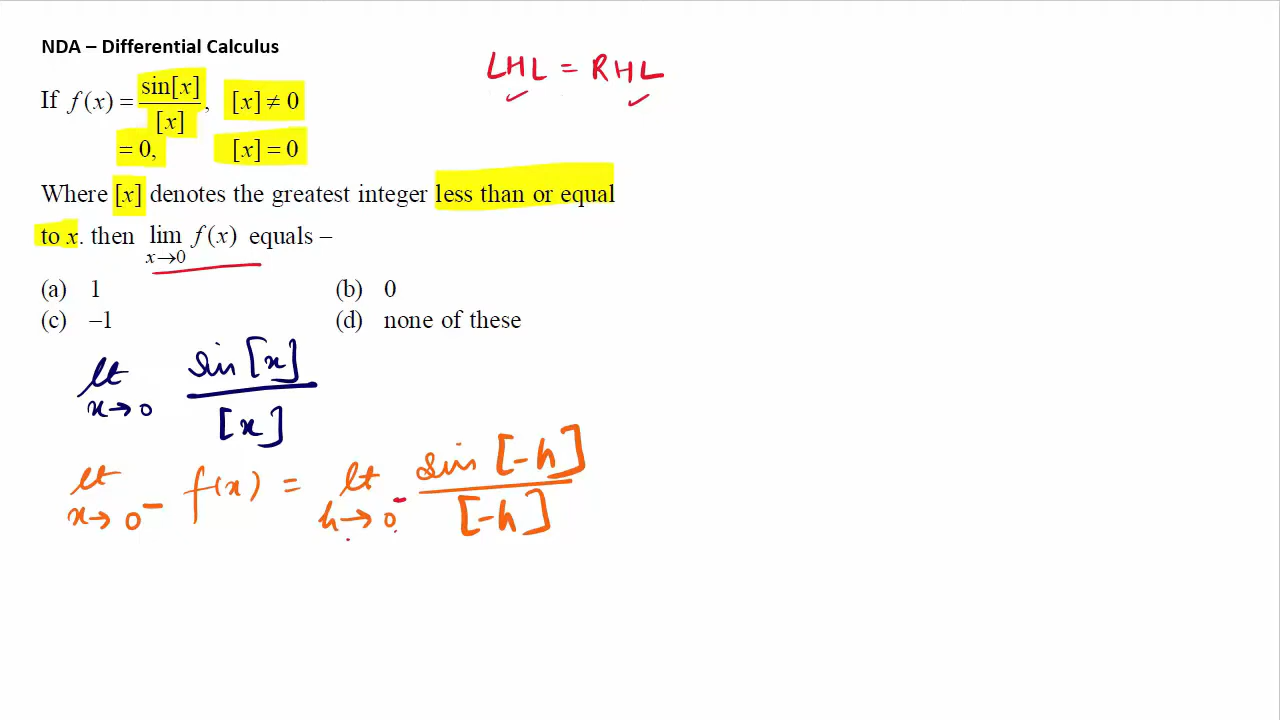 NDA – Differential Calculus
LHL = RHL
If f(x) = sin[x]/[x], [x] ≠ 0
= 0, [x] = 0
Where [x] denotes the greatest integer less than or equal
to x. then lim x→0 f(x) equals –
(a) 1 (b) 0
(c) –1 (d) none of these
lt x→0 sin [x]/[x]
lt x→0⁻ f(x) = lt h→0⁻ sin [-h]/[-h]